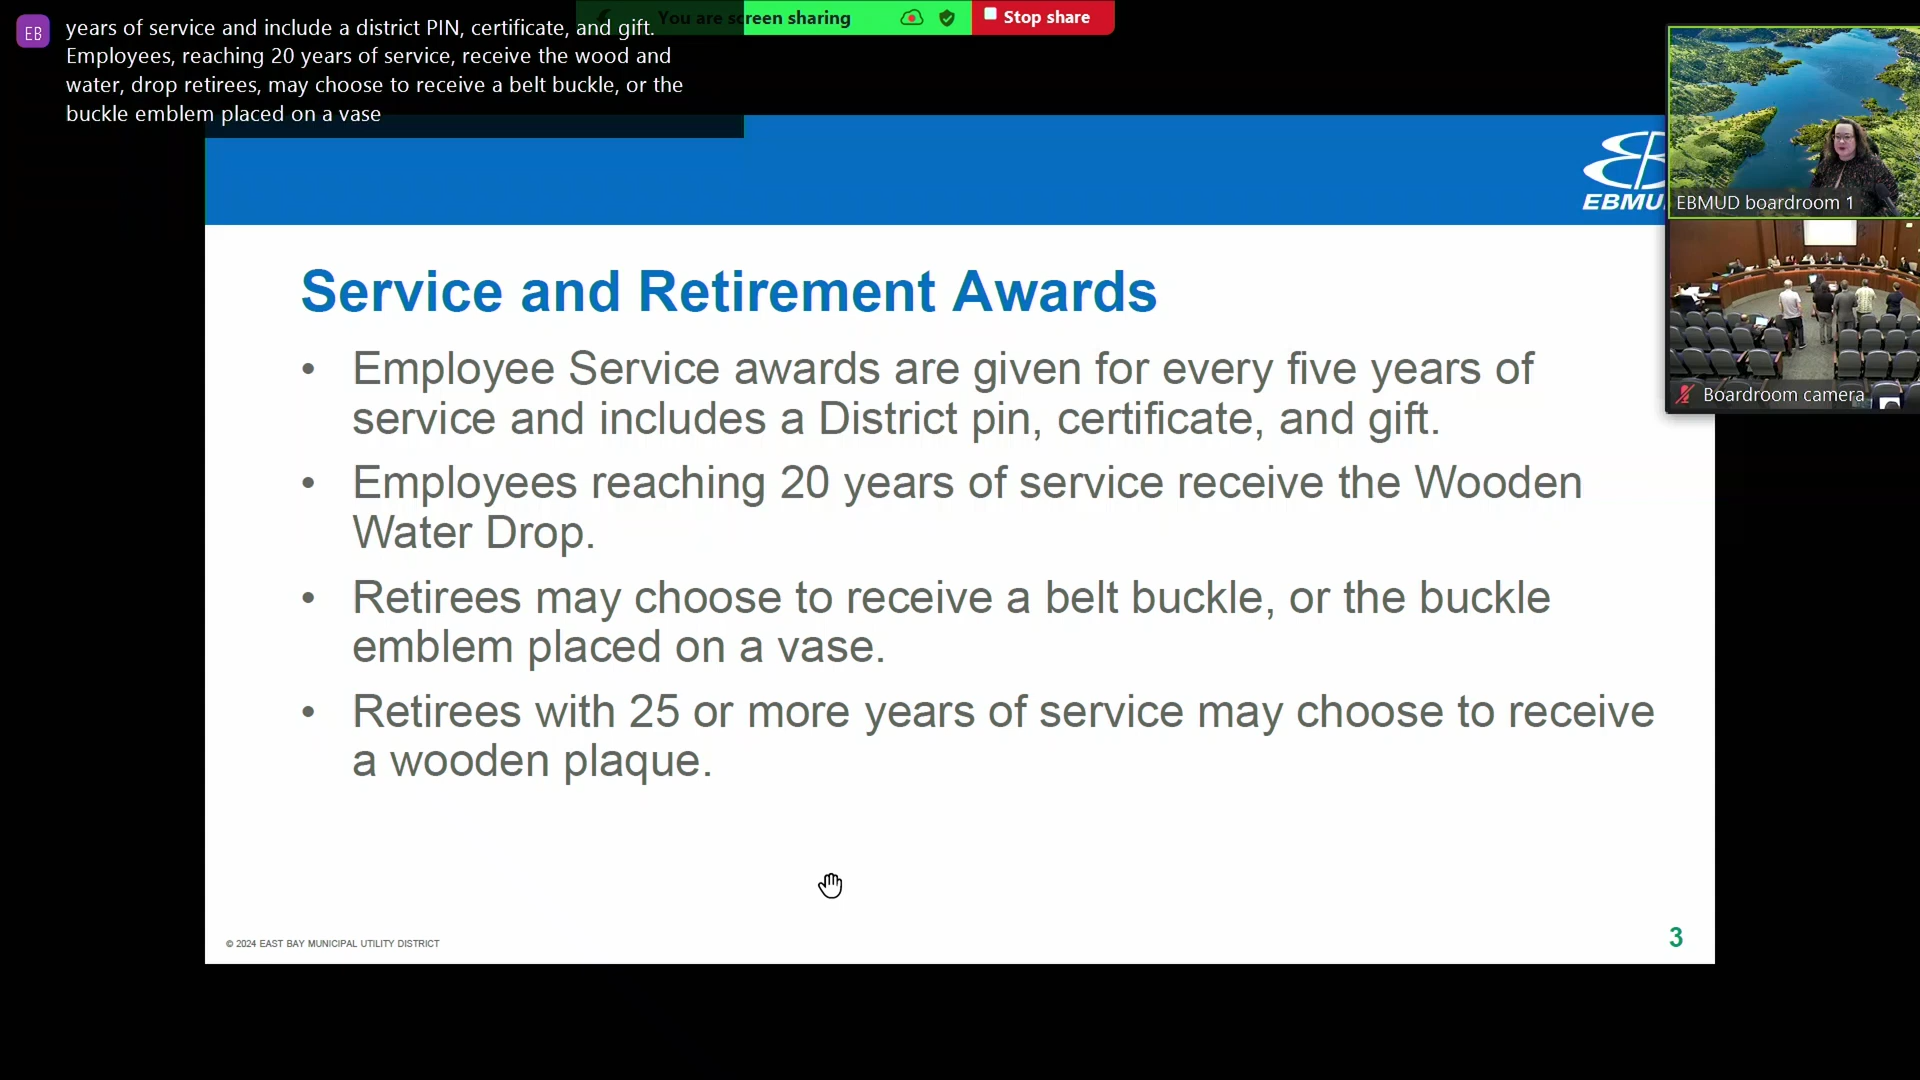 EB
years of service and include a district PIN, certificate, and gift.
Employees, reaching 20 years of service, receive the wood and
water, drop retirees, may choose to receive a belt buckle, or the
buckle emblem placed on a vase
You are screen sharing
Stop share
EBMU
EBMUD boardroom 1
Boardroom camera
Service and Retirement Awards
• Employee Service awards are given for every five years of
service and includes a District pin, certificate, and gift.
• Employees reaching 20 years of service receive the Wooden
Water Drop.
• Retirees may choose to receive a belt buckle, or the buckle
emblem placed on a vase.
• Retirees with 25 or more years of service may choose to receive
a wooden plaque.
© 2024 EAST BAY MUNICIPAL UTILITY DISTRICT
3